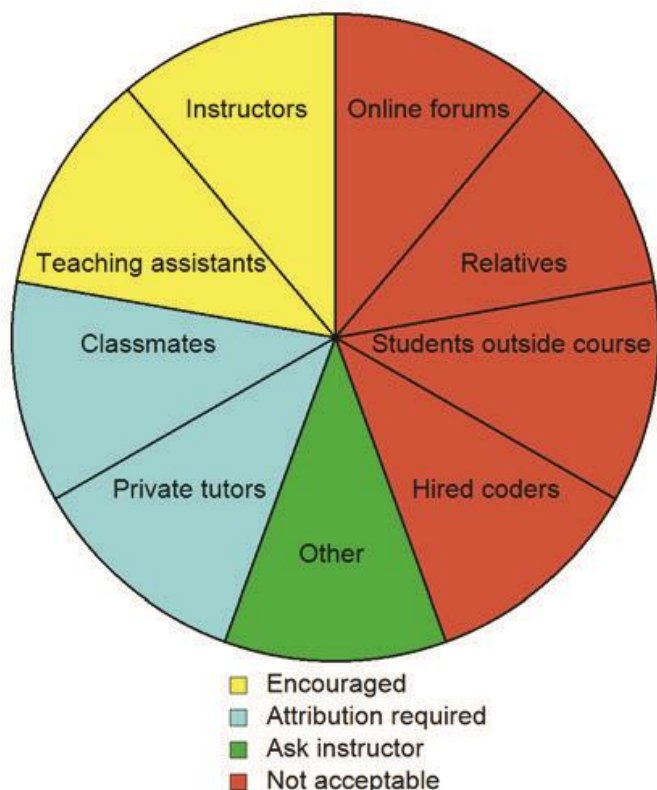 Instructors
Online forums
Teaching assistants
Relatives
Classmates
Students outside course
Private tutors
Hired coders
Other
Encouraged
Attribution required
Ask instructor
Not acceptable